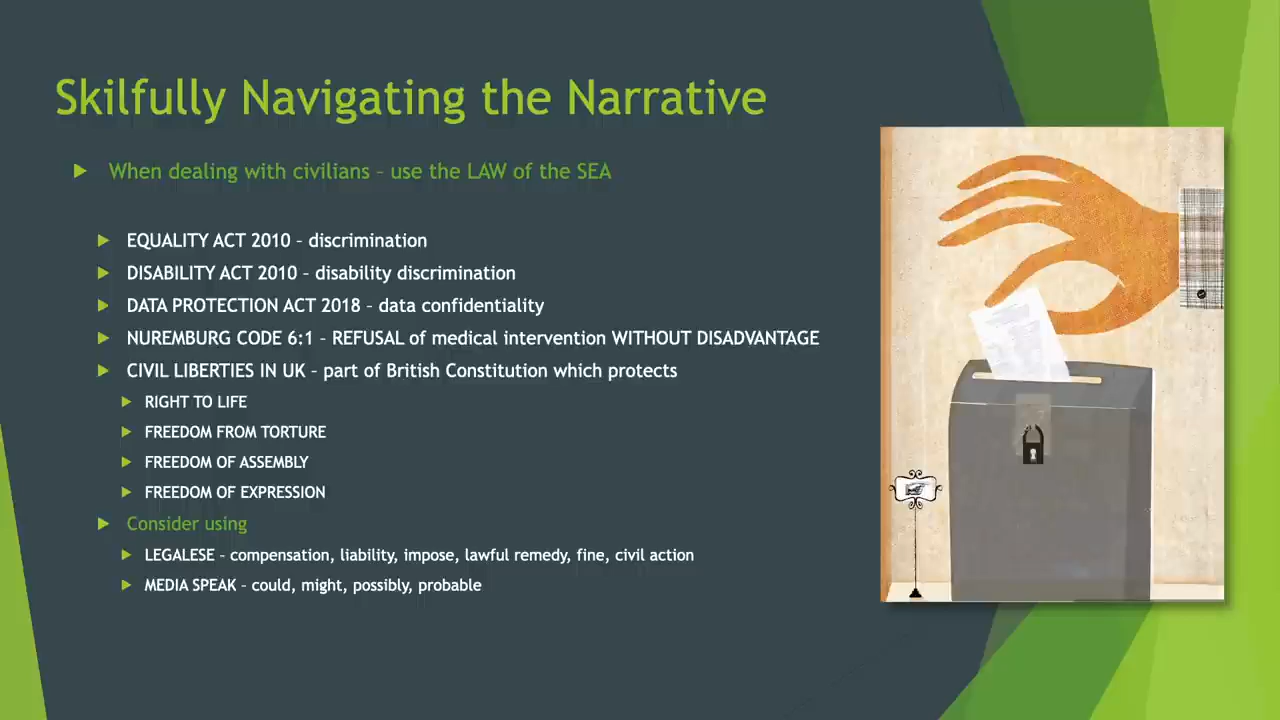 Skilfully Navigating the Narrative
When dealing with civilians – use the LAW of the SEA
EQUALITY ACT 2010 – discrimination
DISABILITY ACT 2010 – disability discrimination
DATA PROTECTION ACT 2018 – data confidentiality
NUREMBURG CODE 6:1 – REFUSAL of medical intervention WITHOUT DISADVANTAGE
CIVIL LIBERTIES IN UK – part of British Constitution which protects
RIGHT TO LIFE
FREEDOM FROM TORTURE
FREEDOM OF ASSEMBLY
FREEDOM OF EXPRESSION
Consider using
LEGALESE – compensation, liability, impose, lawful remedy, fine, civil action
MEDIA SPEAK – could, might, possibly, probable